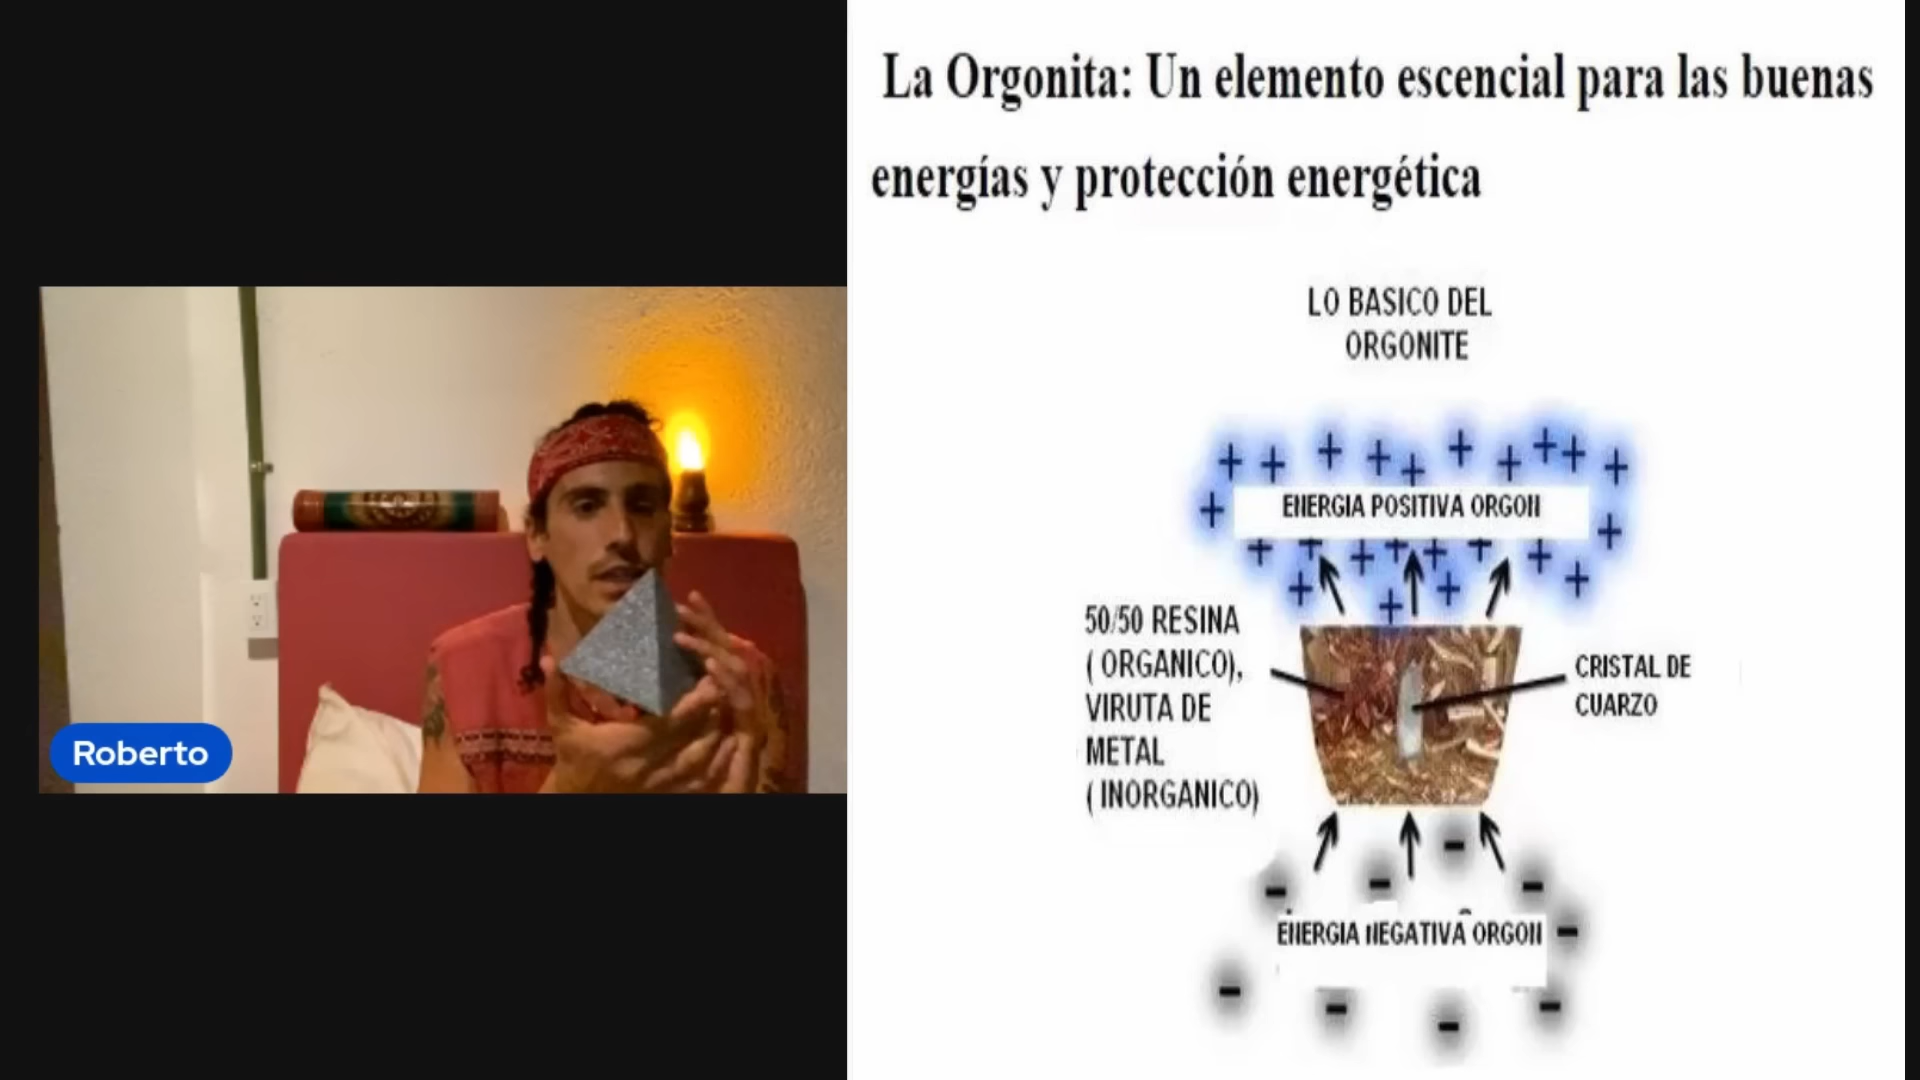 La Orgonita: Un elemento escencial para las buenas
energías y protección energética
LO BASICO DEL
ORGONITE
ENERGIA POSITIVA ORGON
50/50 RESINA
( ORGANICO),
VIRUTA DE
METAL
( INORGANICO)
CRISTAL DE
CUARZO
ENERGIA NEGATIVA ORGON
Roberto